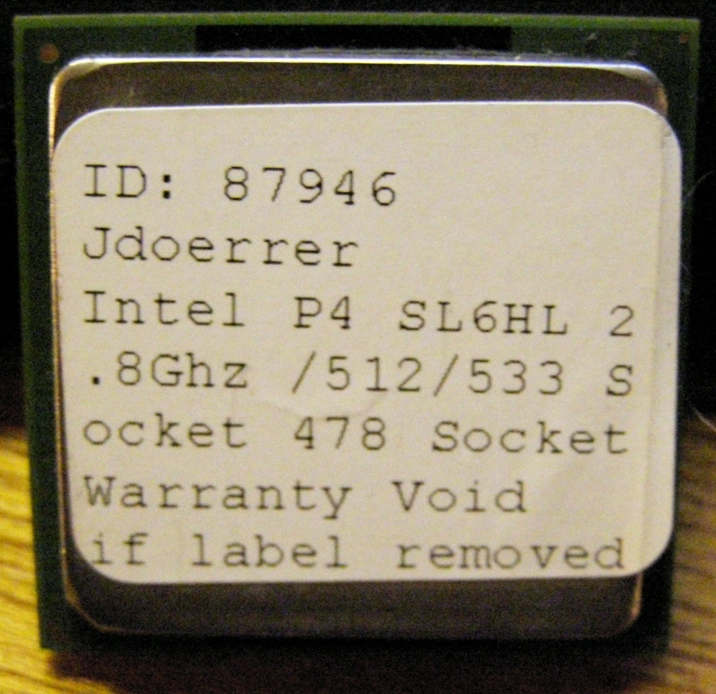 ID: 87946
Jdoerrer
Intel P4 SL6HL 2
.8Ghz /512/533 S
ocket 478 Socket
Warranty Void
if label removed